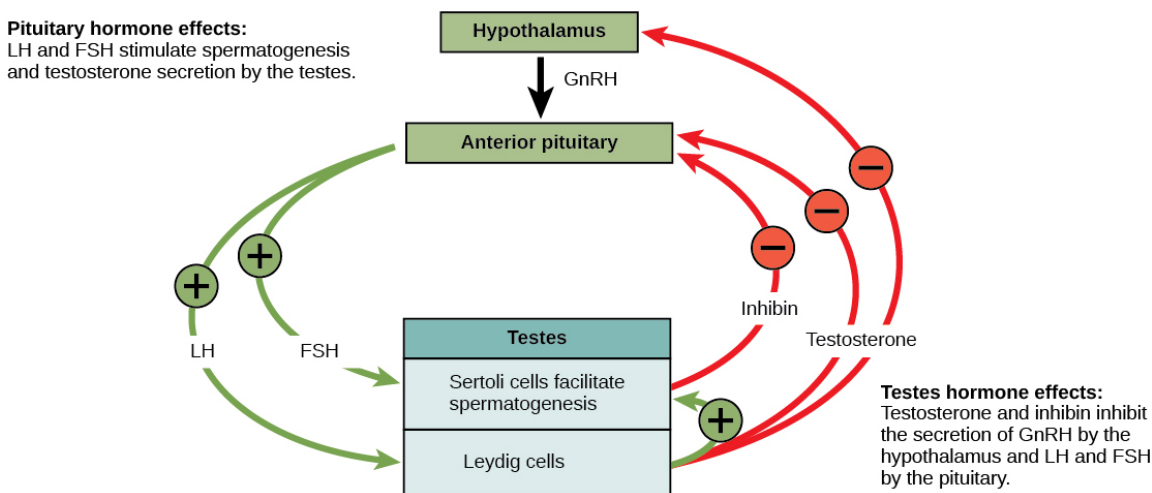 Pituitary hormone effects:
LH and FSH stimulate spermatogenesis
and testosterone secretion by the testes.
Hypothalamus
GnRH
Anterior pituitary
LH
FSH
Inhibin
Testosterone
Testes
Sertoli cells facilitate
spermatogenesis
Leydig cells
Testes hormone effects:
Testosterone and inhibin inhibit
the secretion of GnRH by the
hypothalamus and LH and FSH
by the pituitary.